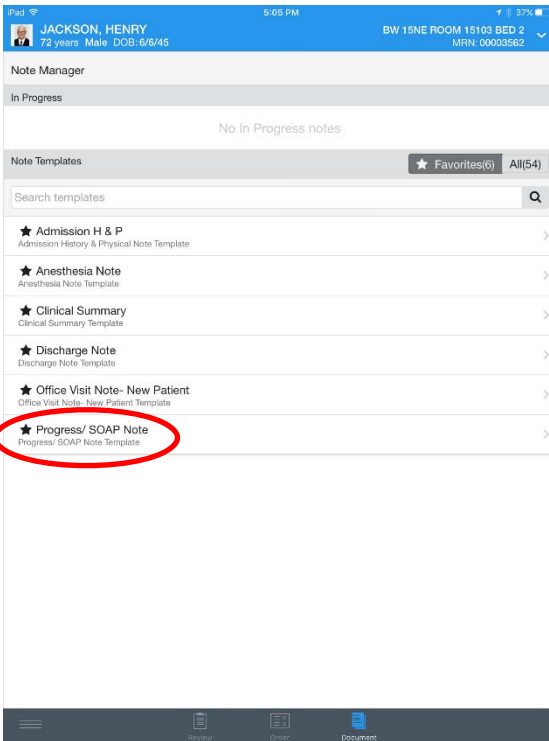 iPad 5:05 PM 37%
JACKSON, HENRY BW 15NE ROOM 15103 BED 2
72 years Male DOB:6/6/45 MRN: 00003562
Note Manager
In Progress
No In Progress notes
Note Templates Favorites(6) All(54)
Search templates
Admission H & P
Admission History & Physical Note Template
Anesthesia Note
Anesthesia Note Template
Clinical Summary
Clinical Summary Template
Discharge Note
Discharge Note Template
Office Visit Note- New Patient
Office Visit Note- New Patient Template
Progress/ SOAP Note
Progress/ SOAP Note Template
Review Order Document